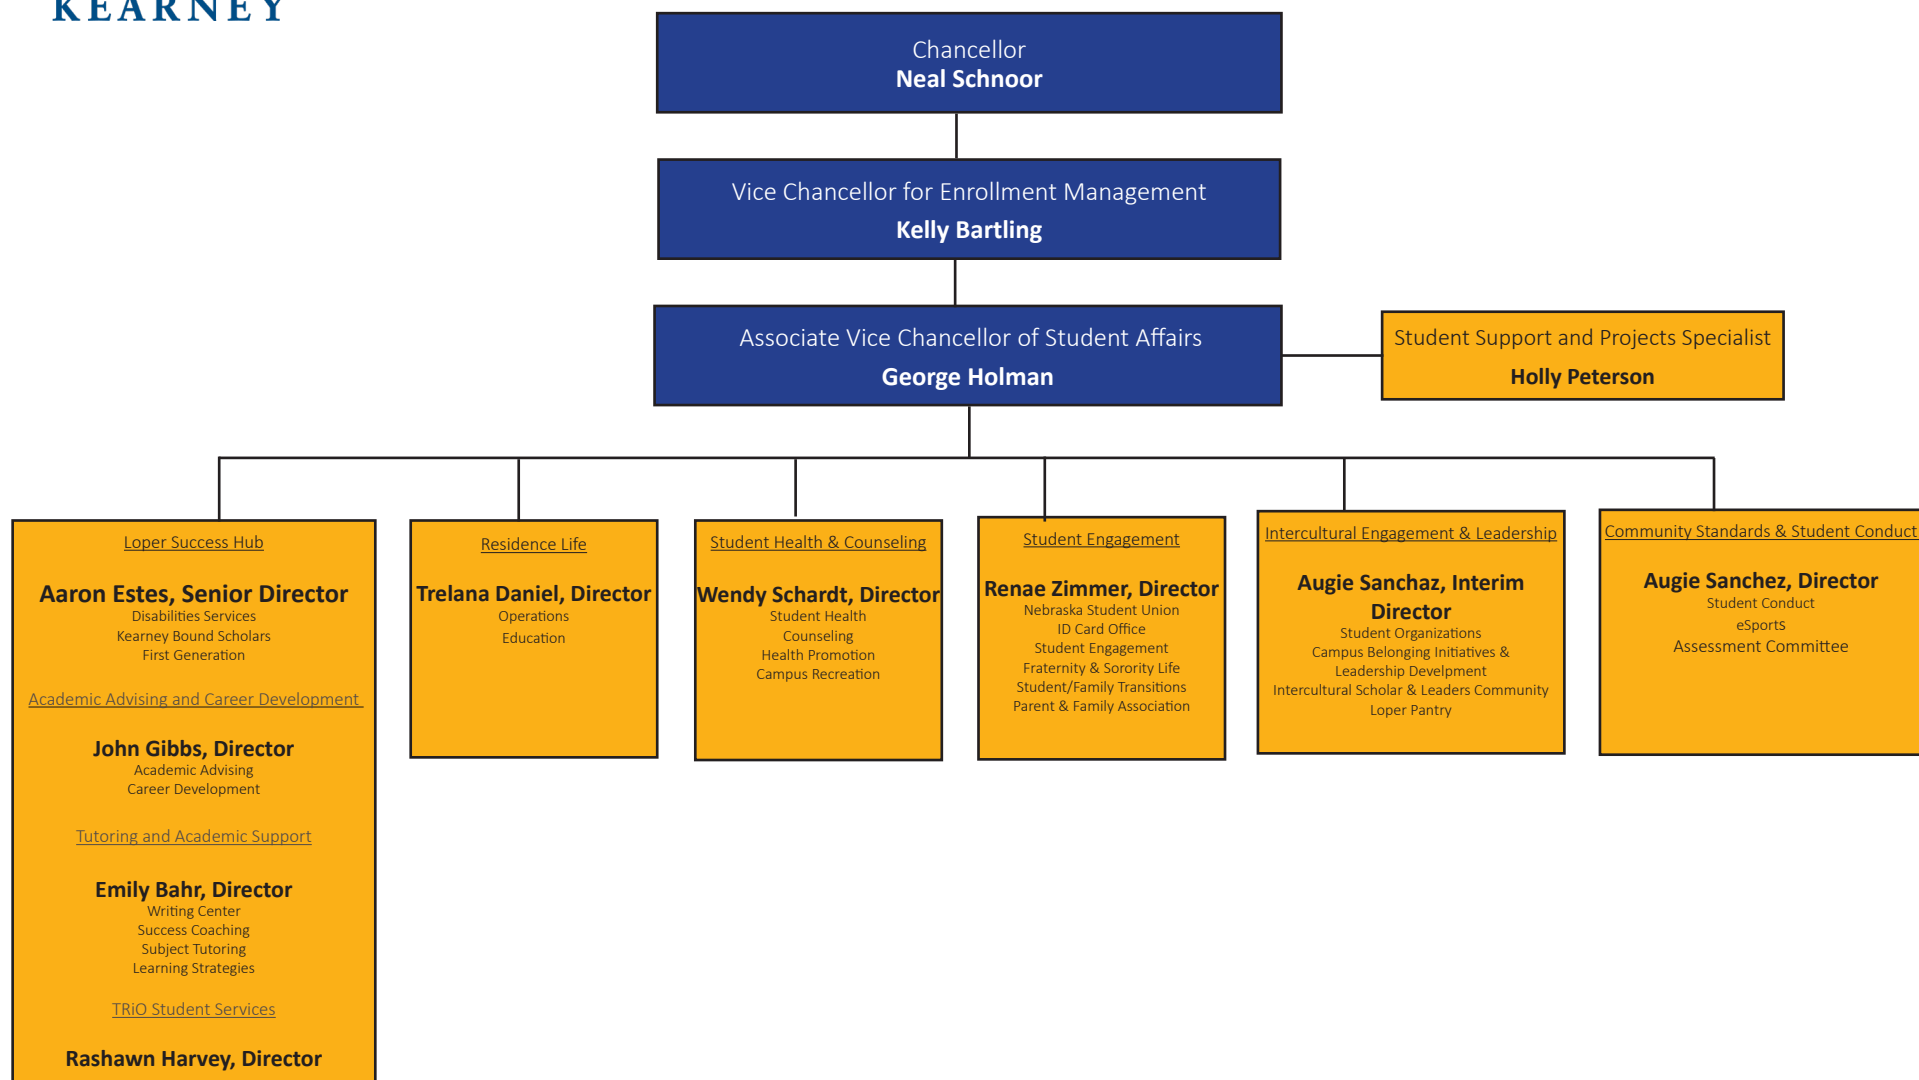 KEARNEY
Chancellor
Neal Schnoor
Vice Chancellor for Enrollment Management
Kelly Bartling
Associate Vice Chancellor of Student Affairs
George Holman
Student Support and Projects Specialist
Holly Peterson
Loper Success Hub
Aaron Estes, Senior Director
Disabilities Services
Kearney Bound Scholars
First Generation
Academic Advising and Career Development
John Gibbs, Director
Academic Advising
Career Development
Tutoring and Academic Support
Emily Bahr, Director
Writing Center
Success Coaching
Subject Tutoring
Learning Strategies
TRiO Student Services
Rashawn Harvey, Director
Residence Life
Trelana Daniel, Director
Operations
Education
Student Health & Counseling
Wendy Schardt, Director
Student Health
Counseling
Health Promotion
Campus Recreation
Student Engagement
Renae Zimmer, Director
Nebraska Student Union
ID Card Office
Student Engagement
Fraternity & Sorority Life
Student/Family Transitions
Parent & Family Association
Intercultural Engagement & Leadership
Augie Sanchaz, Interim
Director
Student Organizations
Campus Belonging Initiatives &
Leadership Develpment
Intercultural Scholar & Leaders Community
Loper Pantry
Community Standards & Student Conduct
Augie Sanchez, Director
Student Conduct
eSports
Assessment Committee